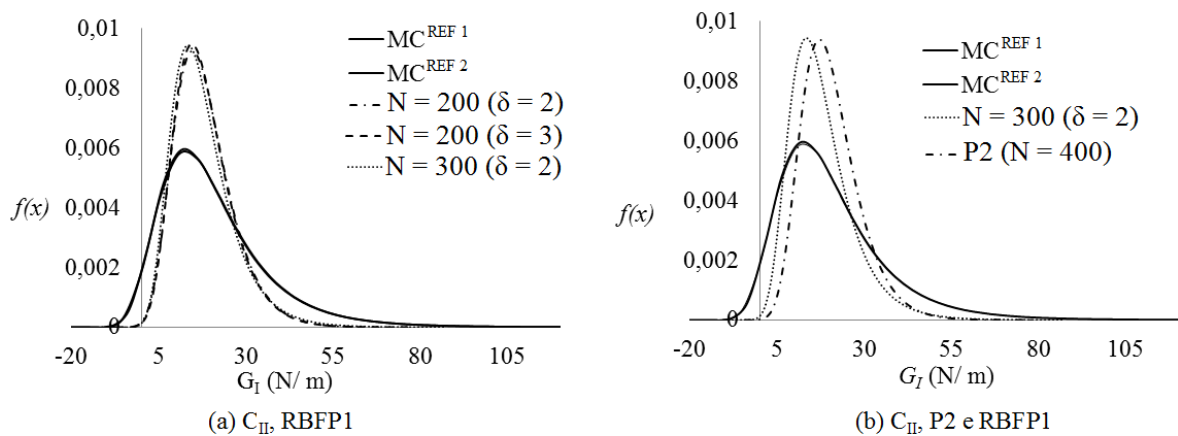 0,01
0,008
0,006
0,004
0,002
0
f(x)
-20 5 30 55 80 105
G_I (N/ m)
MC^REF 1
MC^REF 2
N = 200 (δ = 2)
N = 200 (δ = 3)
N = 300 (δ = 2)
(a) C_II, RBFP1
0,01
0,008
0,006
0,004
0,002
0
f(x)
-20 5 30 55 80 105
G_I (N/ m)
MC^REF 1
MC^REF 2
N = 300 (δ = 2)
P2 (N = 400)
(b) C_II, P2 e RBFP1